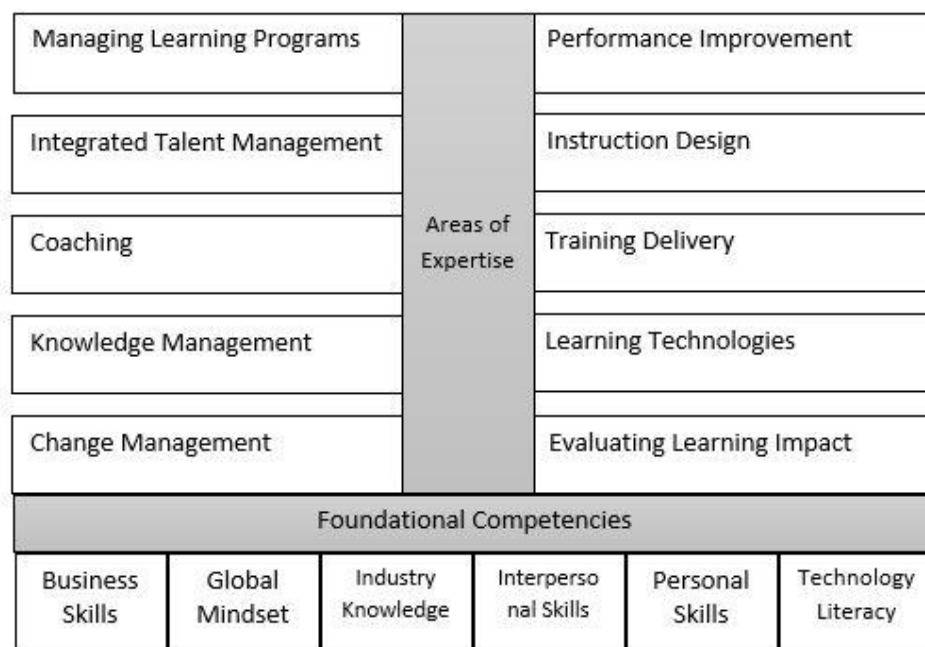 Managing Learning Programs
Performance Improvement
Integrated Talent Management
Instruction Design
Coaching
Areas of
Expertise
Training Delivery
Knowledge Management
Learning Technologies
Change Management
Evaluating Learning Impact
Foundational Competencies
Business
Skills
Global
Mindset
Industry
Knowledge
Interperso
nal Skills
Personal
Skills
Technology
Literacy